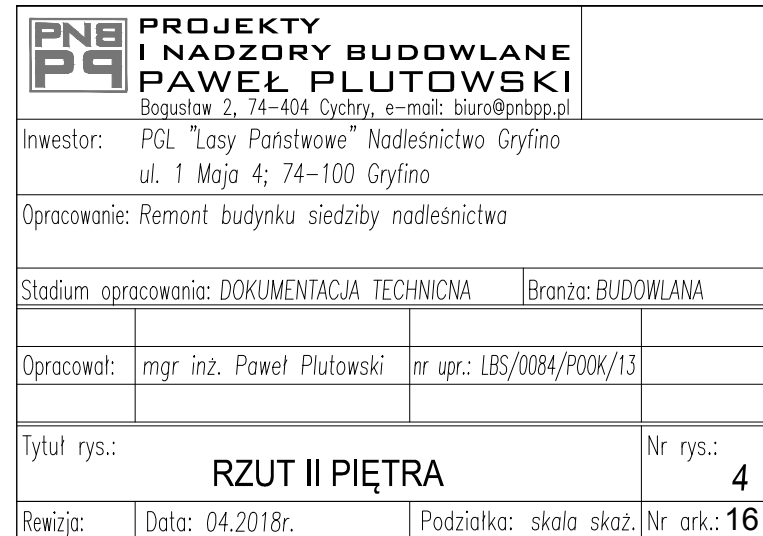 PNB
PP
PROJEKTY
I NADZORY BUDOWLANE
PAWEŁ PLUTOWSKI
Bogusław 2, 74-404 Cychry, e-mail: biuro@pnbpp.pl
Inwestor: PGL "Lasy Państwowe" Nadleśnictwo Gryfino
ul. 1 Maja 4; 74-100 Gryfino
Opracowanie: Remont budynku siedziby nadleśnictwa
Stadium opracowania: DOKUMENTACJA TECHNICNA Branża: BUDOWLANA
Opracował: mgr inż. Paweł Plutowski nr upr.: LBS/0084/POOK/13
Tytuł rys.: Nr rys.:
RZUT II PIĘTRA 4
Rewizja: Data: 04.2018r. Podziałka: skala skaż. Nr ark.: 16